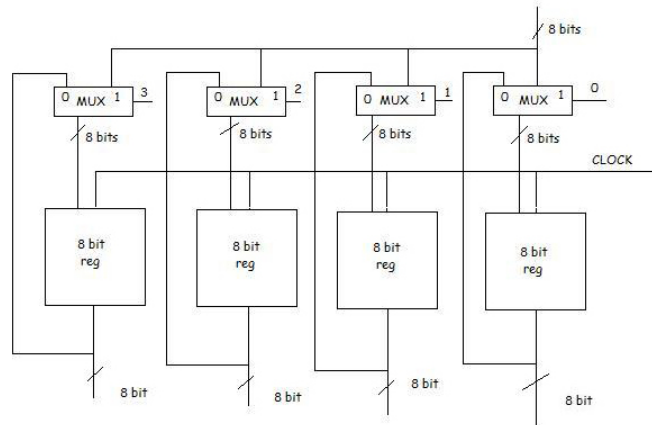 8 bits
0 MUX 1 3
0 MUX 1 2
0 MUX 1 1
0 MUX 1 0
8 bits
8 bits
8 bits
8 bits
CLOCK
8 bit
reg
8 bit
reg
8 bit
reg
8 bit
reg
8 bit
8 bit
8 bit
8 bit